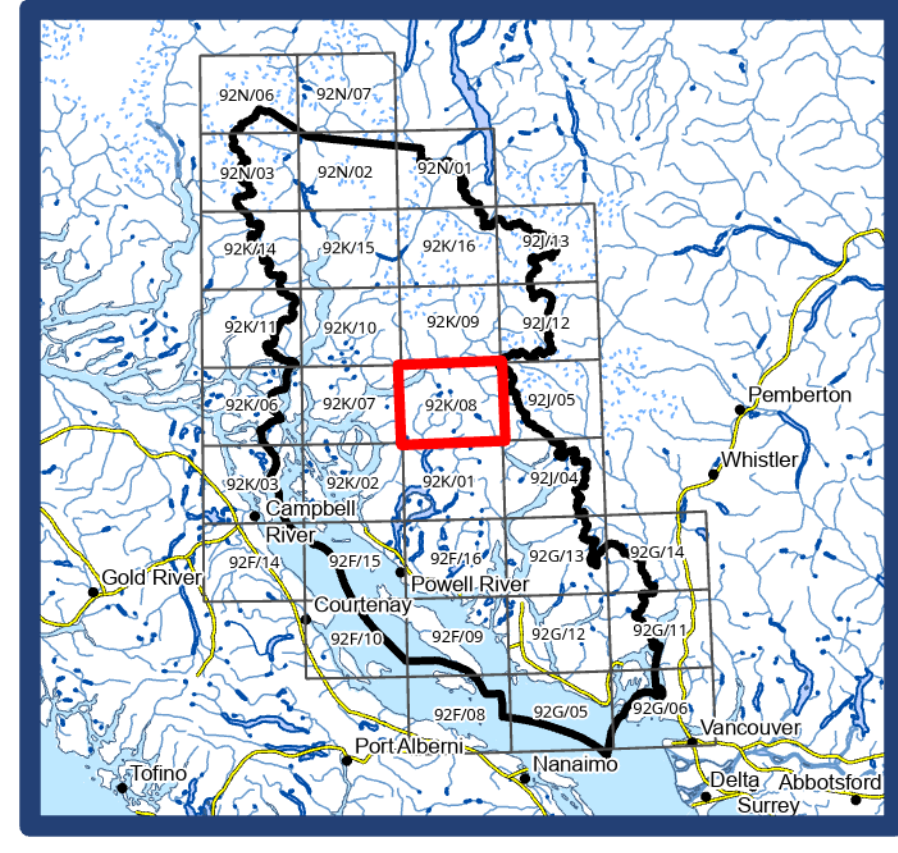 92N/06
92N/07
92N/03
92N/02
92N/01
92K/14
92K/15
92K/16
92J/13
92K/11
92K/10
92K/09
92J/12
92K/06
92K/07
92K/08
92J/05
Pemberton
Whistler
92K/03
92K/02
92K/01
92J/04
Campbell
River
92F/14
92F/15
92F/16
92G/13
92G/14
Gold River
Powell River
Courtenay
92F/10
92F/09
92G/12
92G/11
92F/08
92G/05
92G/06
Port Alberni
Nanaimo
Vancouver
Tofino
Delta
Abbotsford
Surrey